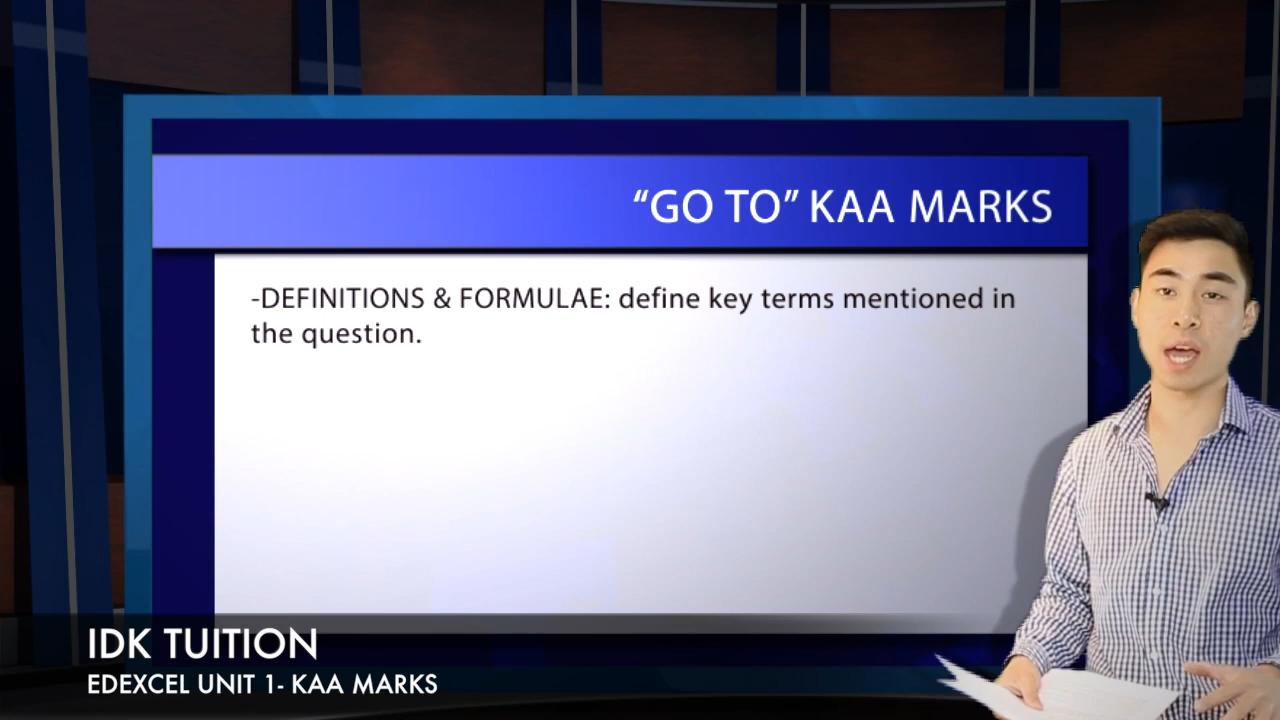 “GO TO” KAA MARKS
-DEFINITIONS & FORMULAE: define key terms mentioned in
the question.
IDK TUITION
EDEXCEL UNIT 1- KAA MARKS